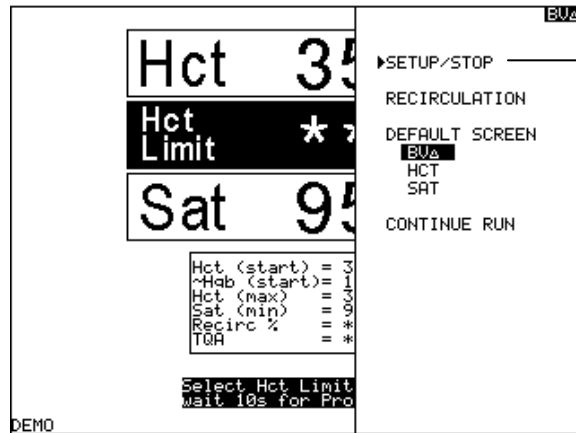 Hct 35
Hct
Limit **
Sat 95
Hct (start) = 3
~Hgb (start)= 1
Hct (max) = 3
Sat (min) = 9
Recirc % = *
TQA = *
Select Hct Limit
wait 10s for Pro
DEMO
BV△
▶SETUP/STOP
RECIRCULATION
DEFAULT SCREEN
BV△
HCT
SAT
CONTINUE RUN